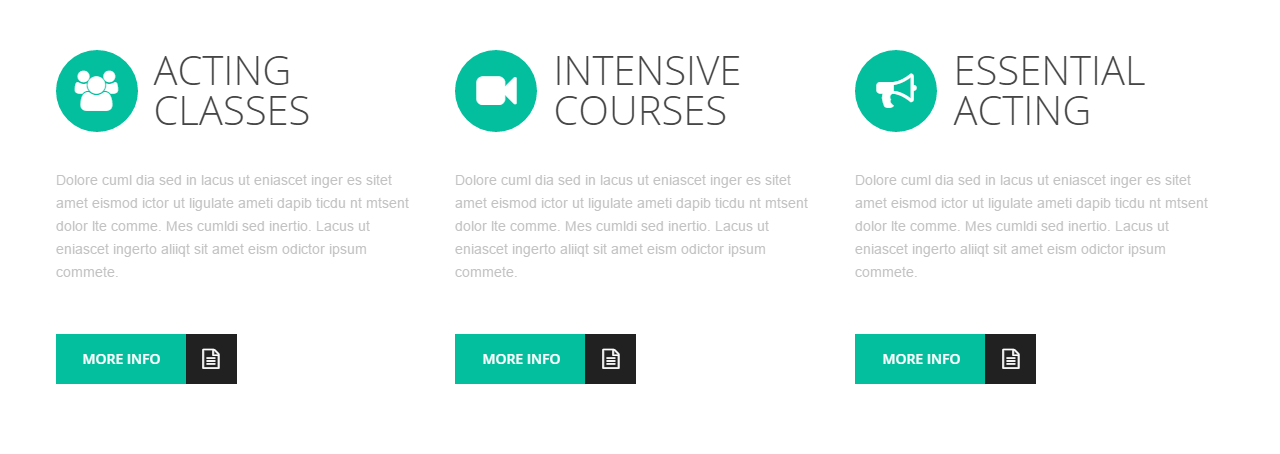 ACTING
CLASSES
Dolore cuml dia sed in lacus ut eniascet inger es sitet
amet eismod ictor ut ligulate ameti dapib ticdu nt mtsent
dolor lte comme. Mes cumldi sed inertio. Lacus ut
eniascet ingerto aliiqt sit amet eism odictor ipsum
commete.
MORE INFO
INTENSIVE
COURSES
Dolore cuml dia sed in lacus ut eniascet inger es sitet
amet eismod ictor ut ligulate ameti dapib ticdu nt mtsent
dolor lte comme. Mes cumldi sed inertio. Lacus ut
eniascet ingerto aliiqt sit amet eism odictor ipsum
commete.
MORE INFO
ESSENTIAL
ACTING
Dolore cuml dia sed in lacus ut eniascet inger es sitet
amet eismod ictor ut ligulate ameti dapib ticdu nt mtsent
dolor lte comme. Mes cumldi sed inertio. Lacus ut
eniascet ingerto aliiqt sit amet eism odictor ipsum
commete.
MORE INFO